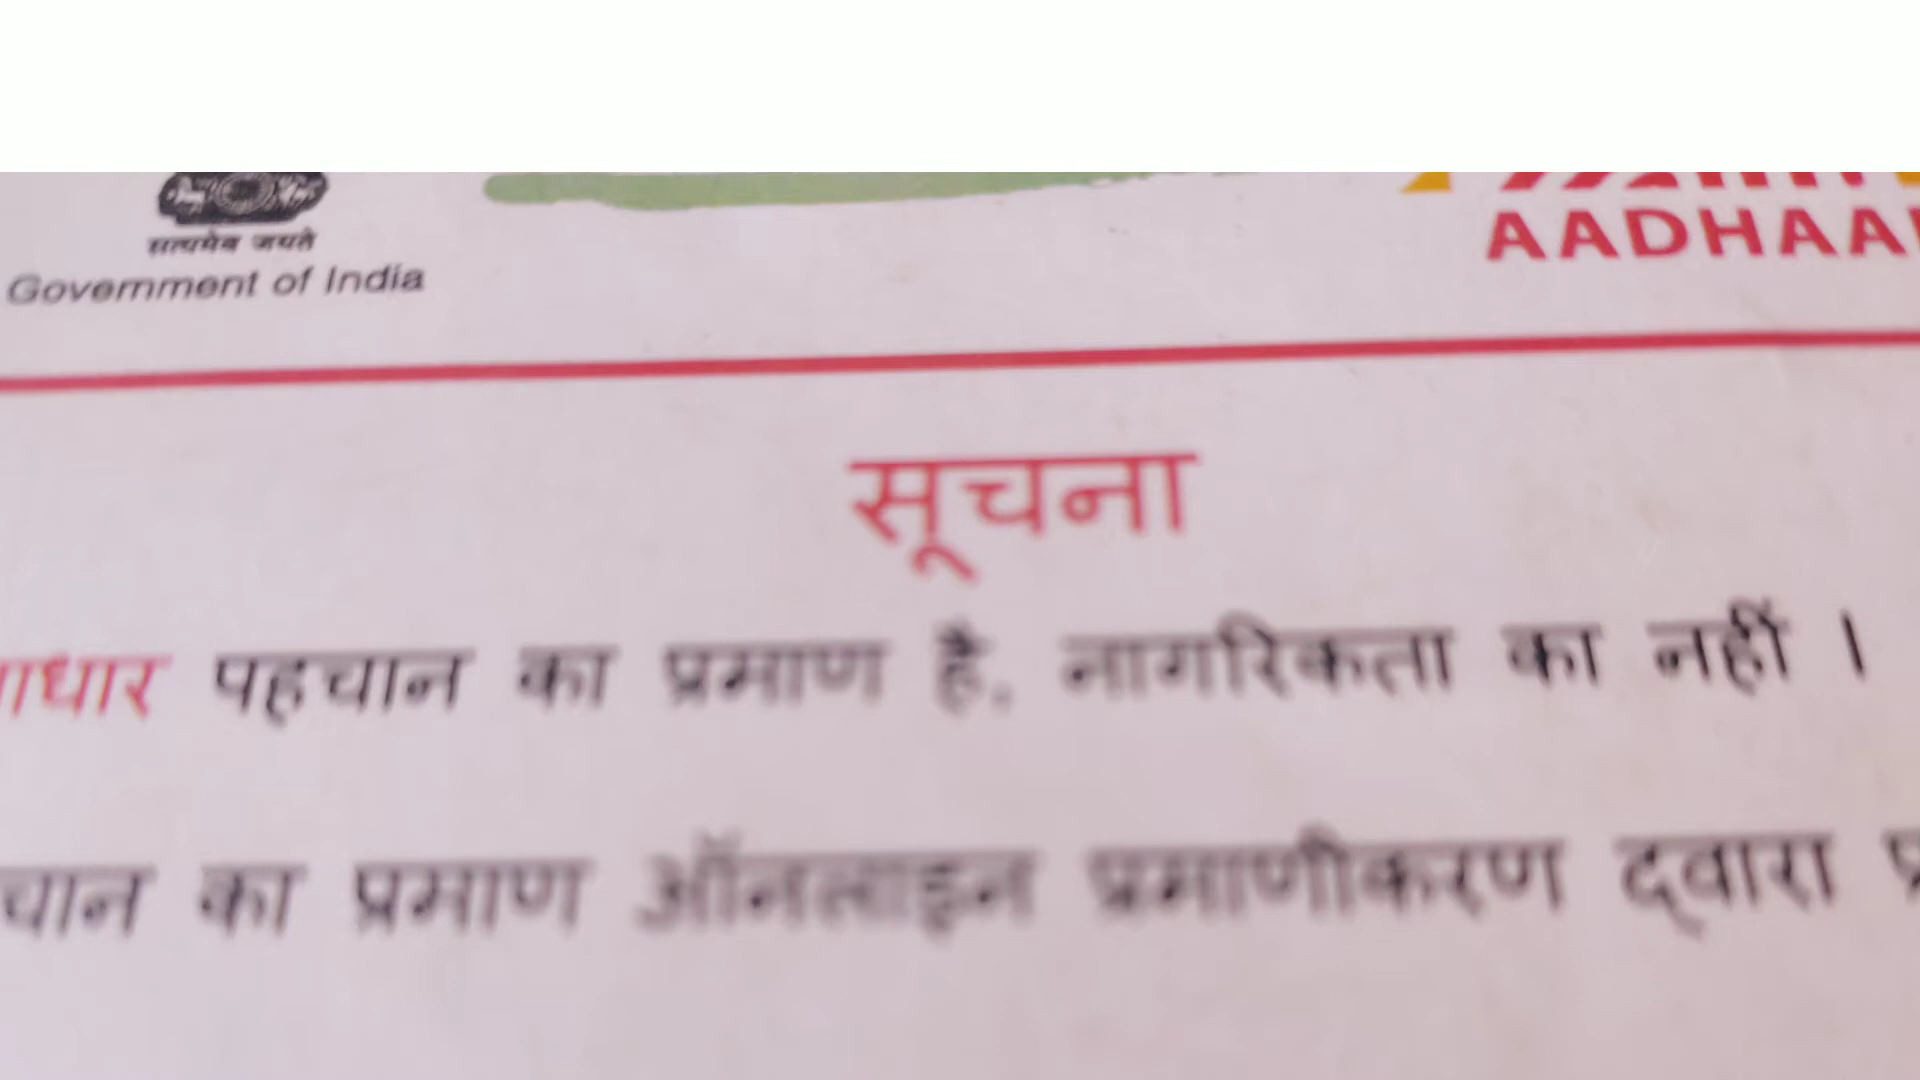 सत्यमेव जयते
Government of India
AADHAA
सूचना
ाधार पहचान का प्रमाण है, नागरिकता का नहीं ।
चान का प्रमाण ऑनलाइन प्रमाणीकरण द्वारा प्र